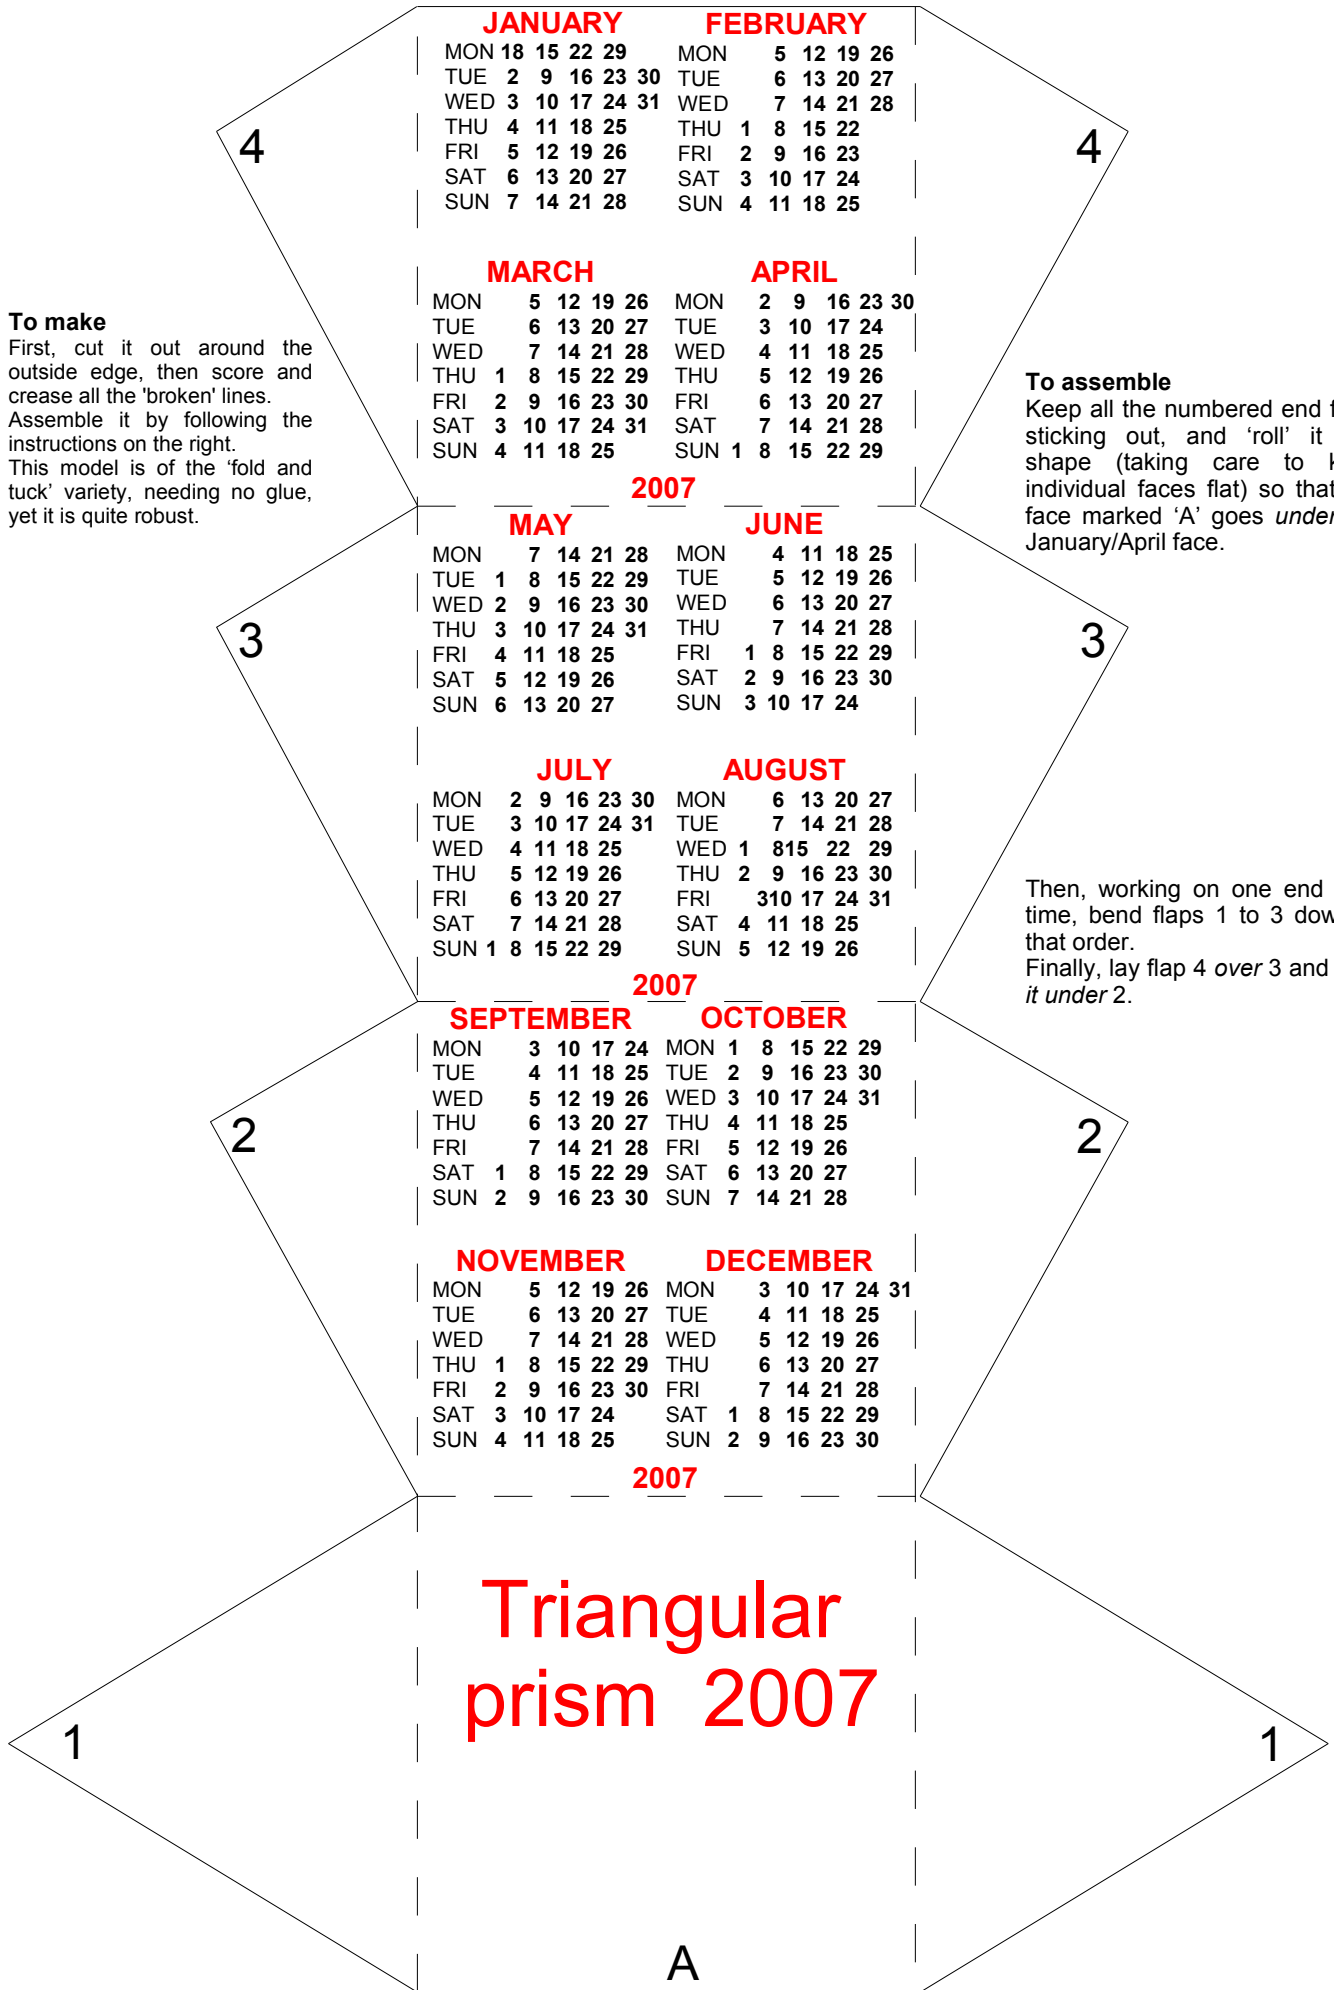 JANUARY
MON 18 15 22 29
TUE 2 9 16 23 30
WED 3 10 17 24 31
THU 4 11 18 25
FRI 5 12 19 26
SAT 6 13 20 27
SUN 7 14 21 28
FEBRUARY
MON 5 12 19 26
TUE 6 13 20 27
WED 7 14 21 28
THU 1 8 15 22
FRI 2 9 16 23
SAT 3 10 17 24
SUN 4 11 18 25
4
4
MARCH
MON 5 12 19 26
TUE 6 13 20 27
WED 7 14 21 28
THU 1 8 15 22 29
FRI 2 9 16 23 30
SAT 3 10 17 24 31
SUN 4 11 18 25
APRIL
MON 2 9 16 23 30
TUE 3 10 17 24
WED 4 11 18 25
THU 5 12 19 26
FRI 6 13 20 27
SAT 7 14 21 28
SUN 1 8 15 22 29
2007
To make
First, cut it out around the
outside edge, then score and
crease all the 'broken' lines.
Assemble it by following the
instructions on the right.
This model is of the ‘fold and
tuck’ variety, needing no glue,
yet it is quite robust.
To assemble
Keep all the numbered end
sticking out, and ‘roll’ it
shape (taking care to
individual faces flat) so that
face marked ‘A’ goes under
January/April face.
MAY
MON 7 14 21 28
TUE 1 8 15 22 29
WED 2 9 16 23 30
THU 3 10 17 24 31
FRI 4 11 18 25
SAT 5 12 19 26
SUN 6 13 20 27
JUNE
MON 4 11 18 25
TUE 5 12 19 26
WED 6 13 20 27
THU 7 14 21 28
FRI 1 8 15 22 29
SAT 2 9 16 23 30
SUN 3 10 17 24
3
3
JULY
MON 2 9 16 23 30
TUE 3 10 17 24 31
WED 4 11 18 25
THU 5 12 19 26
FRI 6 13 20 27
SAT 7 14 21 28
SUN 1 8 15 22 29
AUGUST
MON 6 13 20 27
TUE 7 14 21 28
WED 1 815 22 29
THU 2 9 16 23 30
FRI 310 17 24 31
SAT 4 11 18 25
SUN 5 12 19 26
2007
Then, working on one end
time, bend flaps 1 to 3
that order.
Finally, lay flap 4 over 3 and
it under 2.
SEPTEMBER
MON 3 10 17 24
TUE 4 11 18 25
WED 5 12 19 26
THU 6 13 20 27
FRI 7 14 21 28
SAT 1 8 15 22 29
SUN 2 9 16 23 30
OCTOBER
MON 1 8 15 22 29
TUE 2 9 16 23 30
WED 3 10 17 24 31
THU 4 11 18 25
FRI 5 12 19 26
SAT 6 13 20 27
SUN 7 14 21 28
2
2
NOVEMBER
MON 5 12 19 26
TUE 6 13 20 27
WED 7 14 21 28
THU 1 8 15 22 29
FRI 2 9 16 23 30
SAT 3 10 17 24
SUN 4 11 18 25
DECEMBER
MON 3 10 17 24 31
TUE 4 11 18 25
WED 5 12 19 26
THU 6 13 20 27
FRI 7 14 21 28
SAT 1 8 15 22 29
SUN 2 9 16 23 30
2007
Triangular
prism 2007
1
1
A